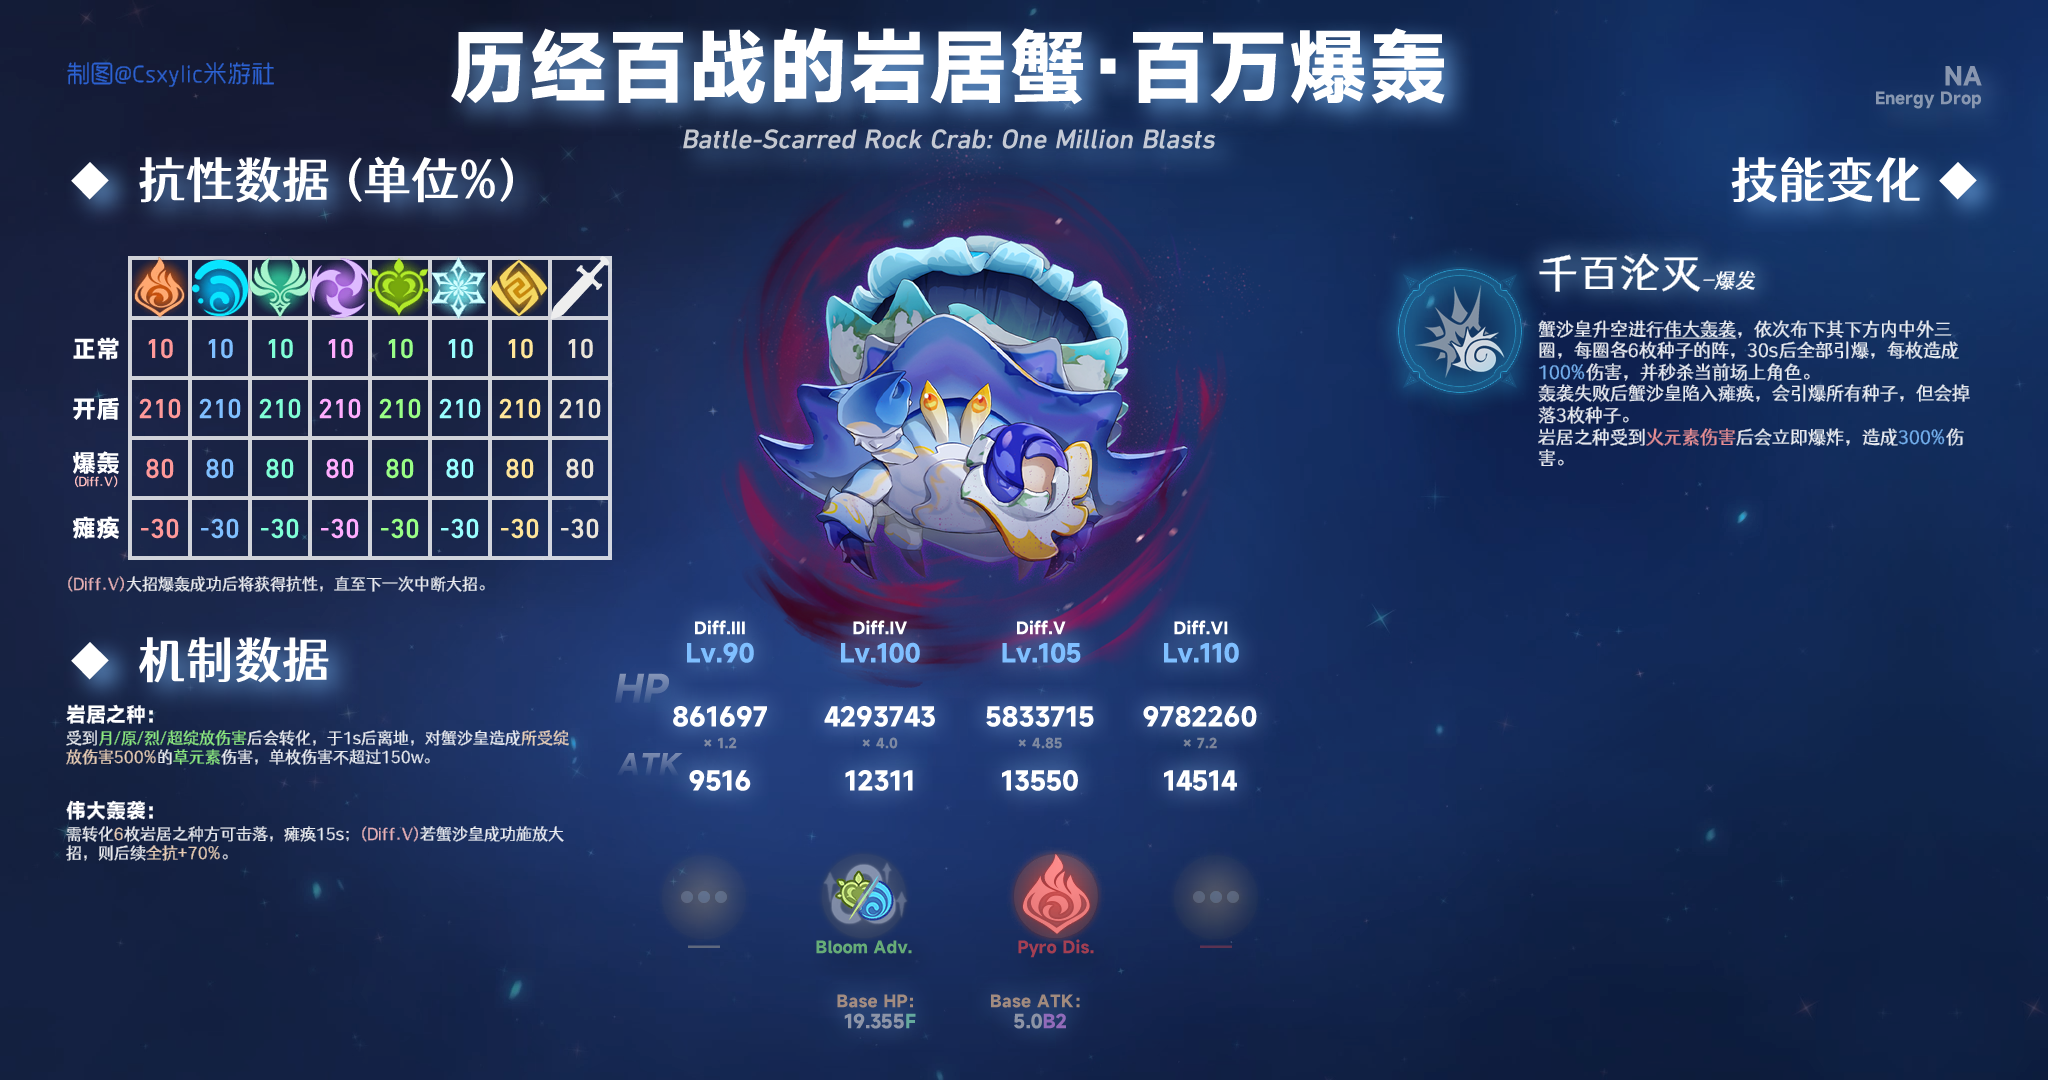 制图@Csxylic米游社
历经百战的岩居蟹·百万爆轰
Battle-Scarred Rock Crab: One Million Blasts
NA
Energy Drop
抗性数据 (单位%)
正常 10 10 10 10 10 10 10 10
开盾 210 210 210 210 210 210 210 210
爆轰 80 80 80 80 80 80 80 80
(Diff.V)
瘫痪 -30 -30 -30 -30 -30 -30 -30 -30
(Diff.V)大招爆轰成功后将获得抗性，直至下一次中断大招。
机制数据
岩居之种：
受到月/原/烈/超绽放伤害后会转化，于1s后离地，对蟹沙皇造成所受绽
放伤害500%的草元素伤害，单枚伤害不超过150w。
伟大轰袭：
需转化6枚岩居之种方可击落，瘫痪15s；(Diff.V)若蟹沙皇成功施放大
招，则后续全抗+70%。
Diff.III Diff.IV Diff.V Diff.VI
Lv.90 Lv.100 Lv.105 Lv.110
HP
861697 4293743 5833715 9782260
× 1.2 × 4.0 × 4.85 × 7.2
ATK
9516 12311 13550 14514
Bloom Adv. Pyro Dis.
Base HP: Base ATK:
19.355F 5.0B2
技能变化
千百沦灭-爆发
蟹沙皇升空进行伟大轰袭，依次布下其下方内中外三
圈，每圈各6枚种子的阵，30s后全部引爆，每枚造成
100%伤害，并秒杀当前场上角色。
轰袭失败后蟹沙皇陷入瘫痪，会引爆所有种子，但会掉
落3枚种子。
岩居之种受到火元素伤害后会立即爆炸，造成300%伤
害。